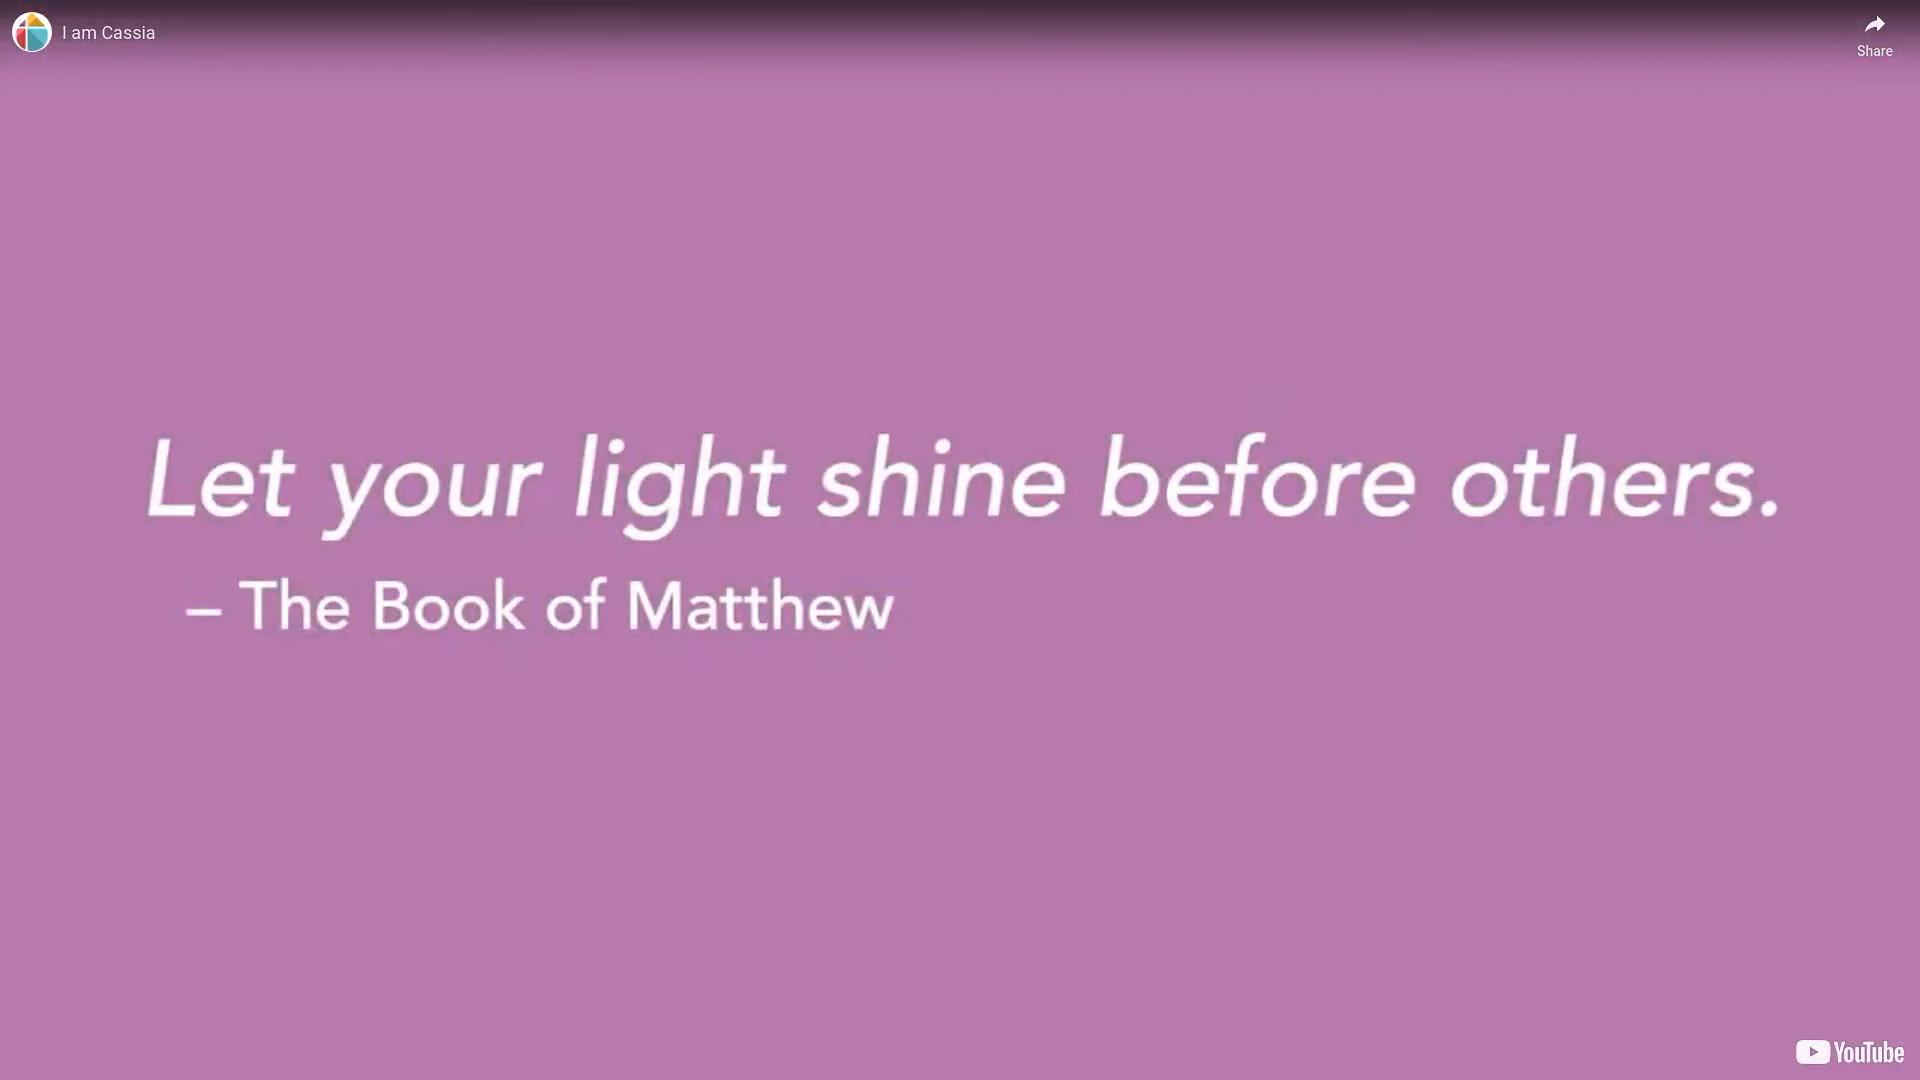 I am Cassia
Share
Let your light shine before others.
– The Book of Matthew
YouTube